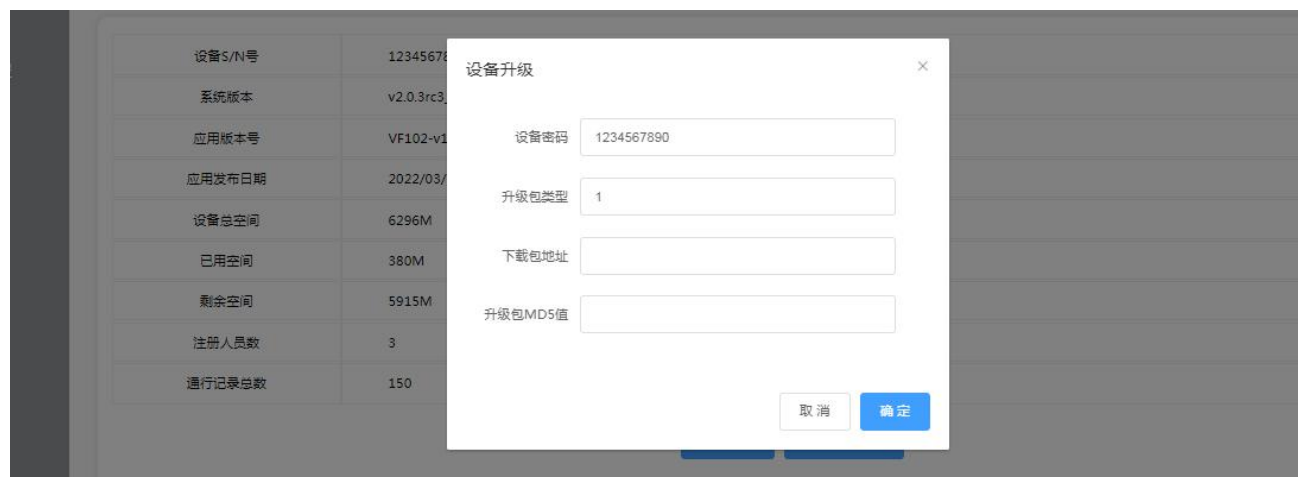 设备S/N号 12345678
系统版本 v2.0.3rc3_
应用版本号 VF102-v1
应用发布日期 2022/03/
设备总空间 6296M
已用空间 380M
剩余空间 5915M
注册人员数 3
通行记录总数 150
设备升级 ×
设备密码 1234567890
升级包类型 1
下载包地址
升级包MD5值
取消 确定